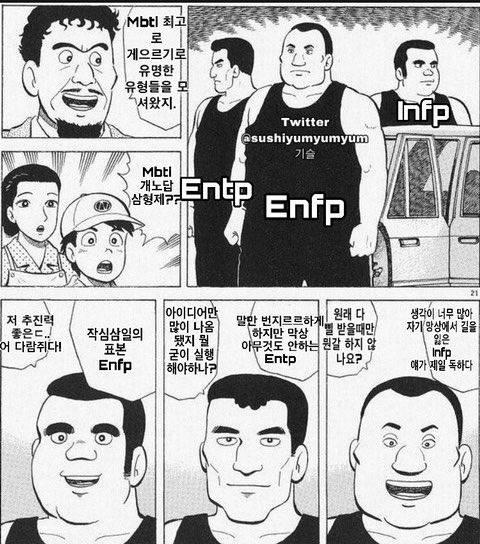 Mbti 최고
로
게으르기로
유명한
유형들을 모
셔왔지.
Infp
Twitter
@sushiyumyumyum
기슬
Mbti
개노답
삼형제??
Entp
Enfp
21
저 추진력
좋은ㄷ..
어 다람쥐다!
작심삼일의
표본
Enfp
아이디어만
많이 나옴
됐지 뭘
굳이 실행
해야하나?
말만 번지르르하게
하지만 막상
아무것도 안하는
Entp
원래 다
삘 받을때만
뭔갈 하지 않
나요?
생각이 너무 많아
자기 망상에서 길을
잃은
Infp
얘가 제일 독하다